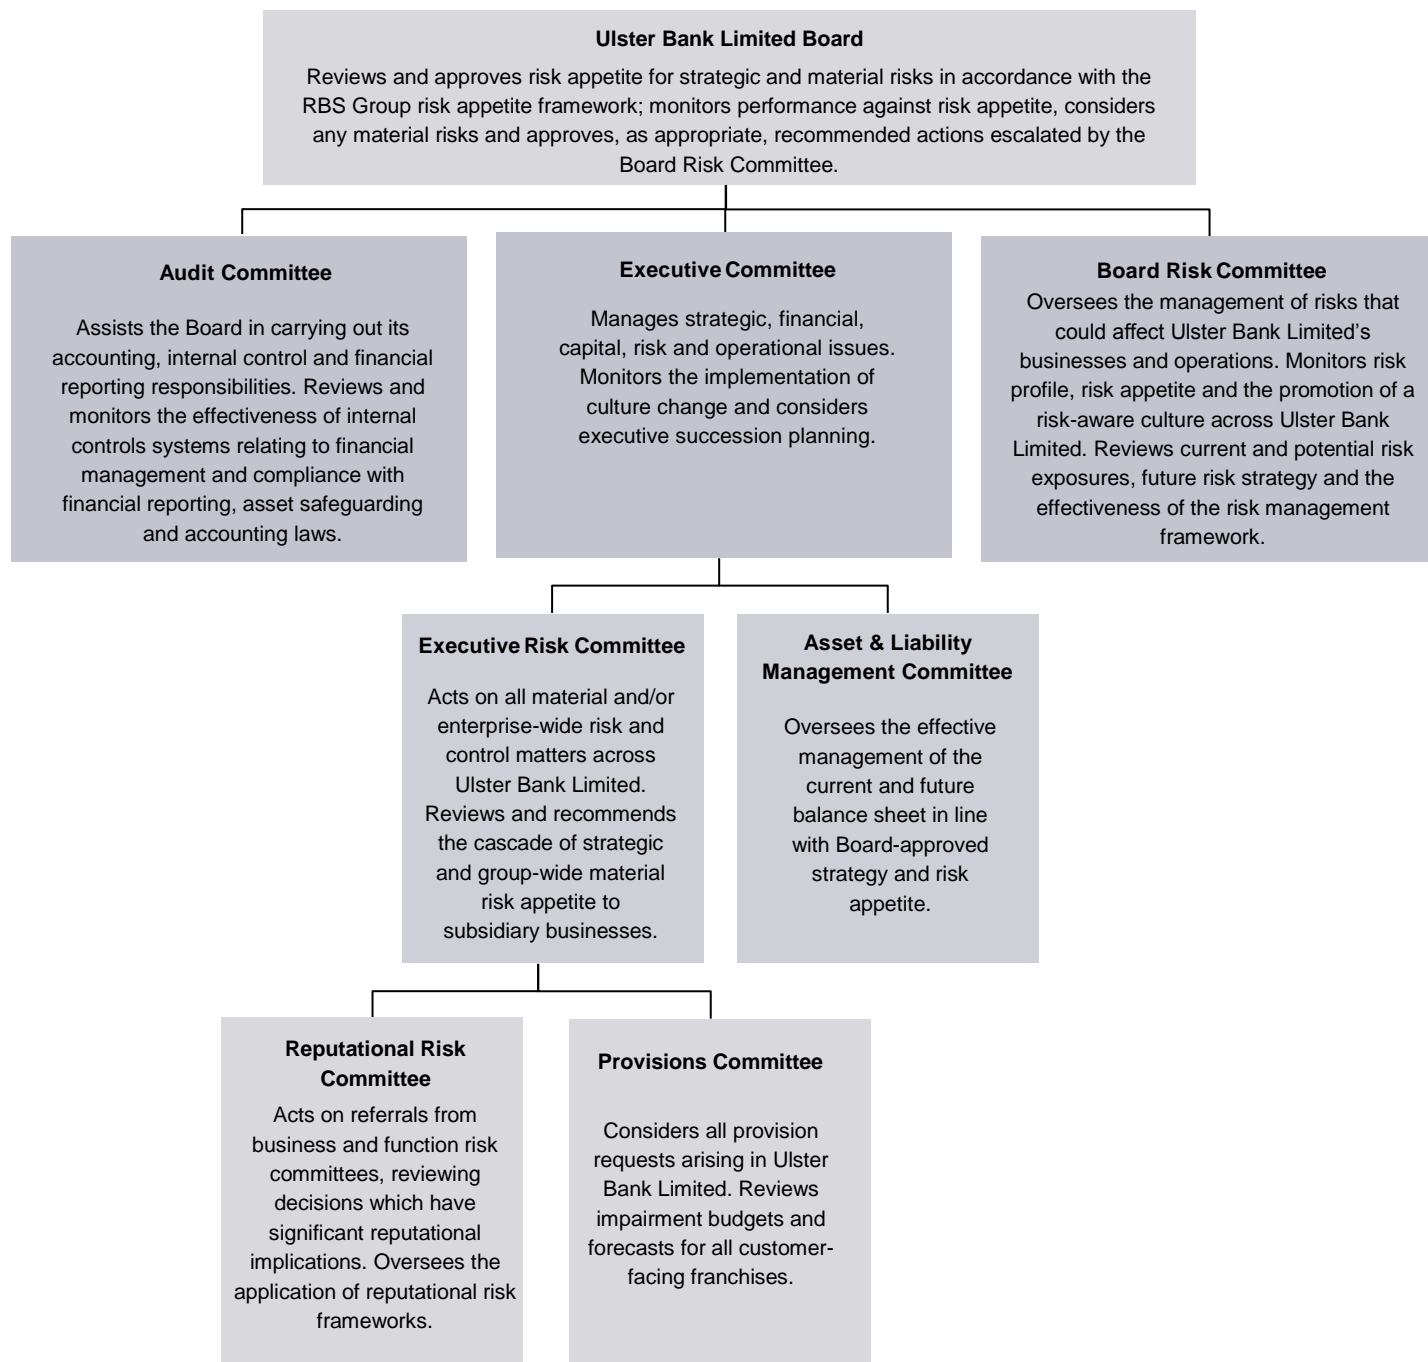 Ulster Bank Limited Board
Reviews and approves risk appetite for strategic and material risks in accordance with the
RBS Group risk appetite framework; monitors performance against risk appetite, considers
any material risks and approves, as appropriate, recommended actions escalated by the
Board Risk Committee.
Audit Committee
Assists the Board in carrying out its
accounting, internal control and financial
reporting responsibilities. Reviews and
monitors the effectiveness of internal
controls systems relating to financial
management and compliance with
financial reporting, asset safeguarding
and accounting laws.
Executive Committee
Manages strategic, financial,
capital, risk and operational issues.
Monitors the implementation of
culture change and considers
executive succession planning.
Board Risk Committee
Oversees the management of risks that
could affect Ulster Bank Limited’s
businesses and operations. Monitors risk
profile, risk appetite and the promotion of a
risk-aware culture across Ulster Bank
Limited. Reviews current and potential risk
exposures, future risk strategy and the
effectiveness of the risk management
framework.
Executive Risk Committee
Acts on all material and/or
enterprise-wide risk and
control matters across
Ulster Bank Limited.
Reviews and recommends
the cascade of strategic
and group-wide material
risk appetite to
subsidiary businesses.
Asset & Liability
Management Committee
Oversees the effective
management of the
current and future
balance sheet in line
with Board-approved
strategy and risk
appetite.
Reputational Risk
Committee
Acts on referrals from
business and function risk
committees, reviewing
decisions which have
significant reputational
implications. Oversees the
application of reputational risk
frameworks.
Provisions Committee
Considers all provision
requests arising in Ulster
Bank Limited. Reviews
impairment budgets and
forecasts for all customer-
facing franchises.